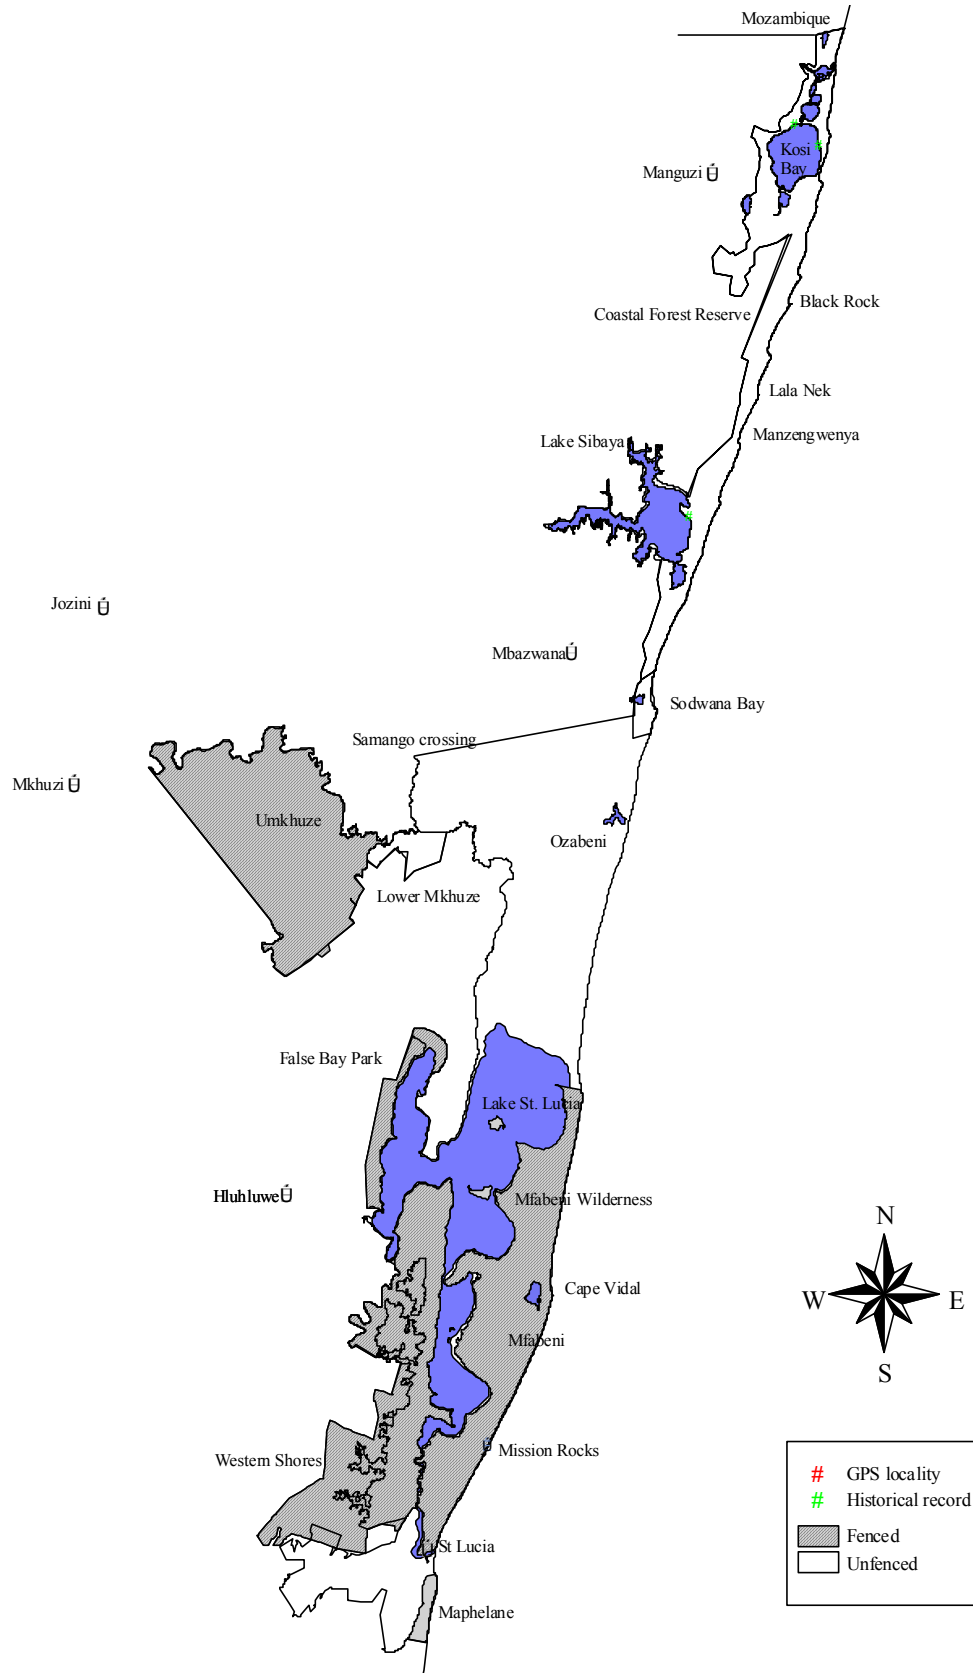 Mozambique
Kosi
Bay
Manguzi
Black Rock
Coastal Forest Reserve
Lala Nek
Manzengwenya
Lake Sibaya
Jozini
Mbazwana
Sodwana Bay
Samango crossing
Mkhuzi
Umkhuze
Ozabeni
Lower Mkhuze
False Bay Park
Lake St. Lucia
Hluhluwe
Mfabeni Wilderness
N
Cape Vidal
W
E
Mfabeni
S
Western Shores
Mission Rocks
# GPS locality
# Historical record
Fenced
St Lucia
Unfenced
Maphelane